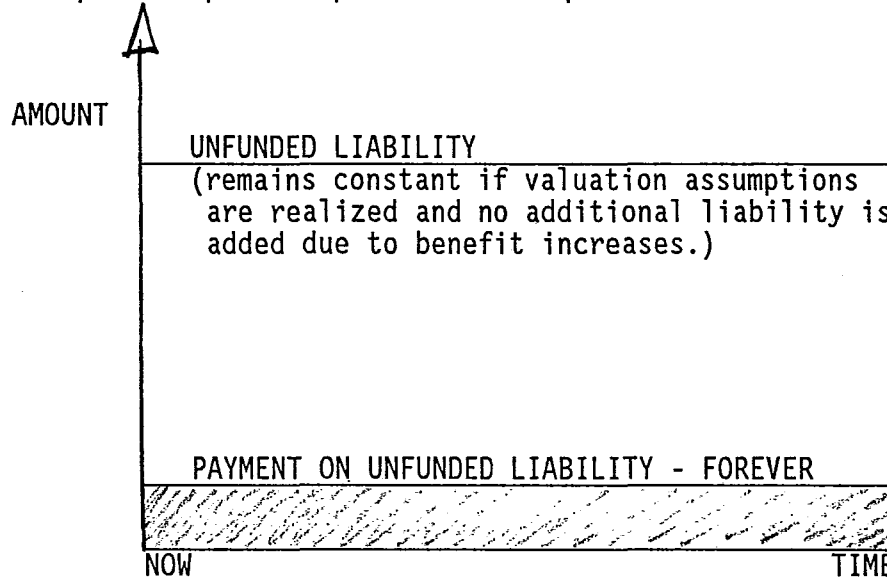 AMOUNT
UNFUNDED LIABILITY
(remains constant if valuation assumptions
are realized and no additional liability is
added due to benefit increases.)
PAYMENT ON UNFUNDED LIABILITY - FOREVER
NOW
TIME